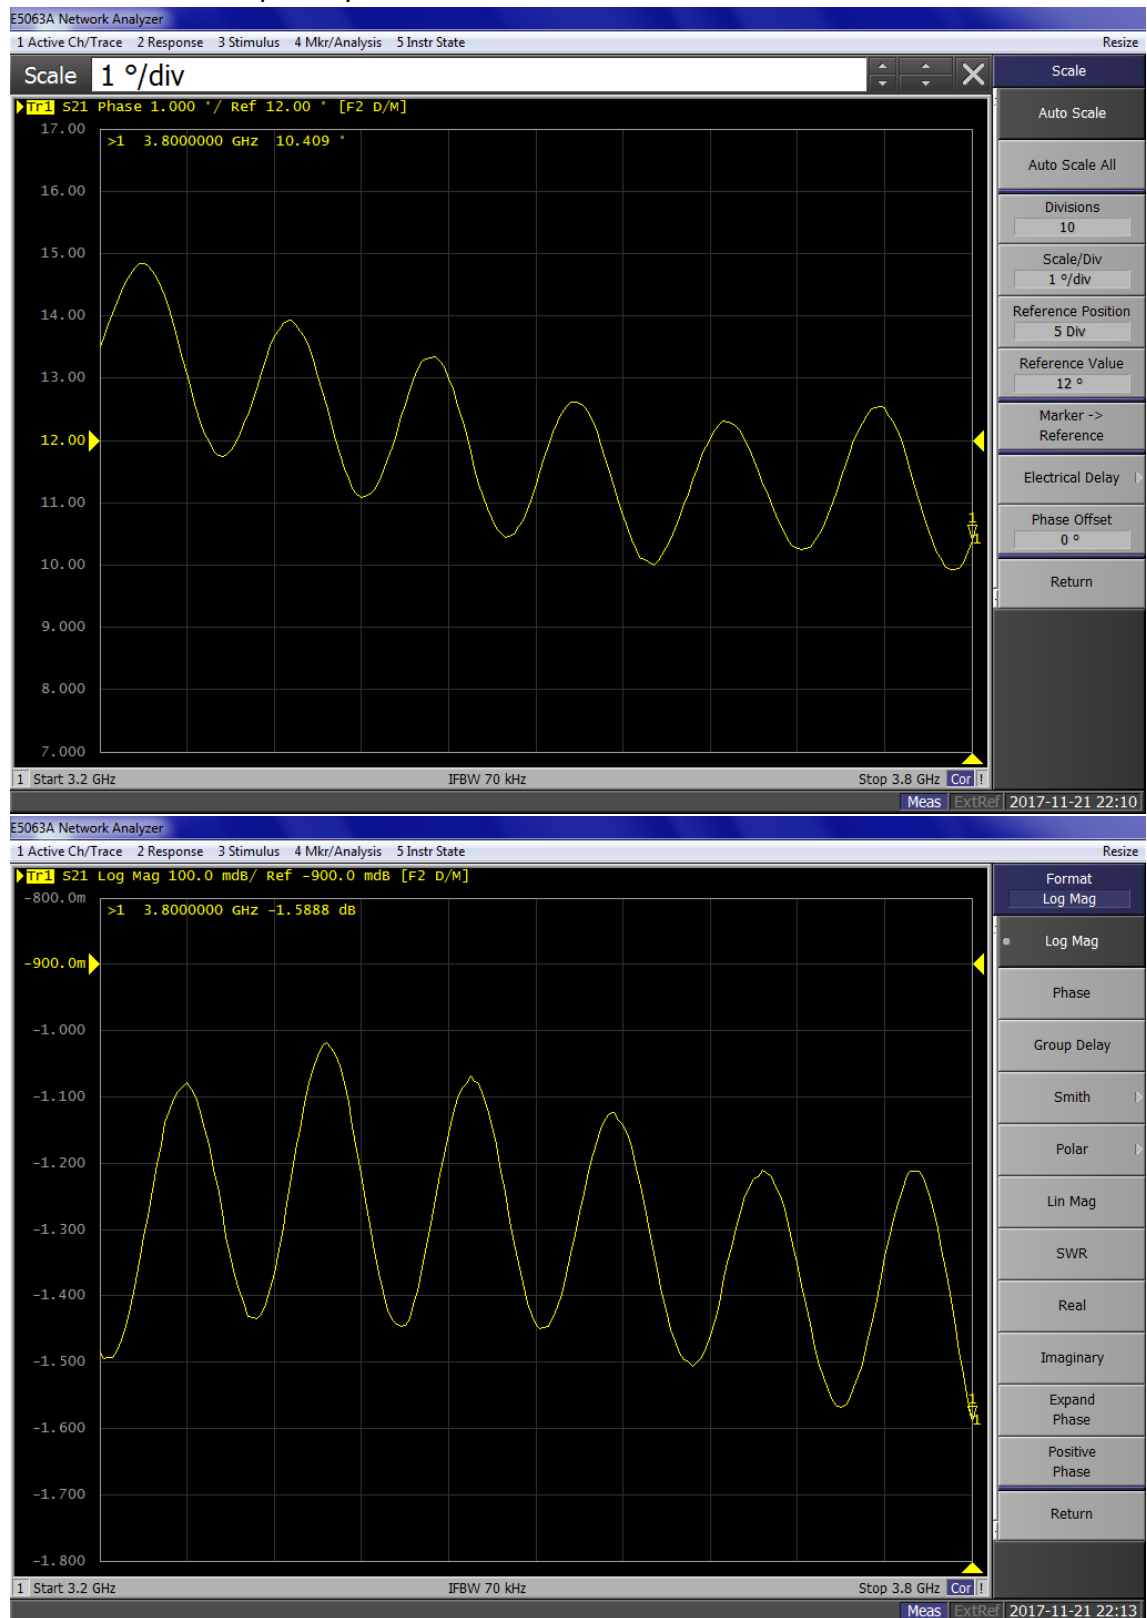 E5063A Network Analyzer
1 Active Ch/Trace 2 Response 3 Stimulus 4 Mkr/Analysis 5 Instr State Resize
Scale 1 °/div
Scale
Tr1 S21 Phase 1.000 °/ Ref 12.00 ° [F2 D/M]
>1 3.8000000 GHz 10.409 °
17.00
16.00
15.00
14.00
13.00
12.00
11.00
10.00
9.000
8.000
7.000
1
1
Auto Scale
Auto Scale All
Divisions
10
Scale/Div
1 °/div
Reference Position
5 Div
Reference Value
12 °
Marker ->
Reference
Electrical Delay
Phase Offset
0 °
Return
1 Start 3.2 GHz IFBW 70 kHz Stop 3.8 GHz Cor !
Meas ExtRef 2017-11-21 22:10
E5063A Network Analyzer
1 Active Ch/Trace 2 Response 3 Stimulus 4 Mkr/Analysis 5 Instr State Resize
Tr1 S21 Log Mag 100.0 mdB/ Ref -900.0 mdB [F2 D/M]
>1 3.8000000 GHz -1.5888 dB
-800.0m
-900.0m
-1.000
-1.100
-1.200
-1.300
-1.400
-1.500
-1.600
-1.700
-1.800
1
1
Format
Log Mag
Log Mag
Phase
Group Delay
Smith
Polar
Lin Mag
SWR
Real
Imaginary
Expand
Phase
Positive
Phase
Return
1 Start 3.2 GHz IFBW 70 kHz Stop 3.8 GHz Cor !
Meas ExtRef 2017-11-21 22:13